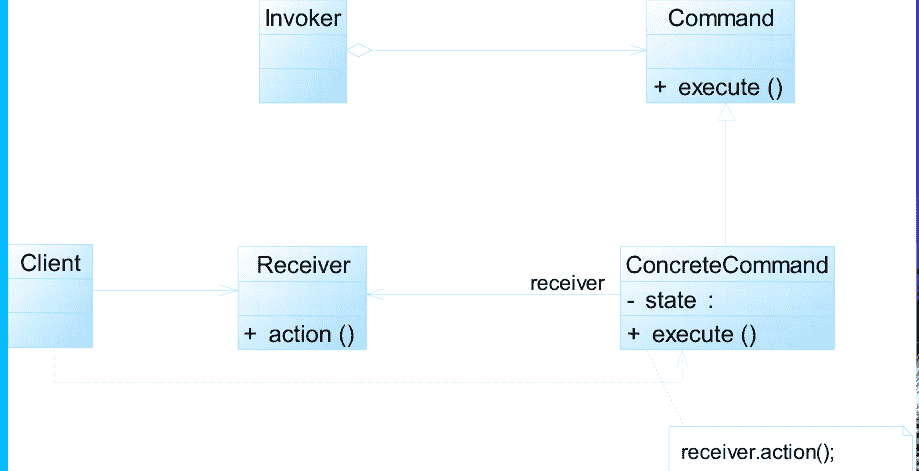 Invoker
Command
+ execute ()
Client
Receiver
+ action ()
receiver
ConcreteCommand
- state :
+ execute ()
receiver.action();